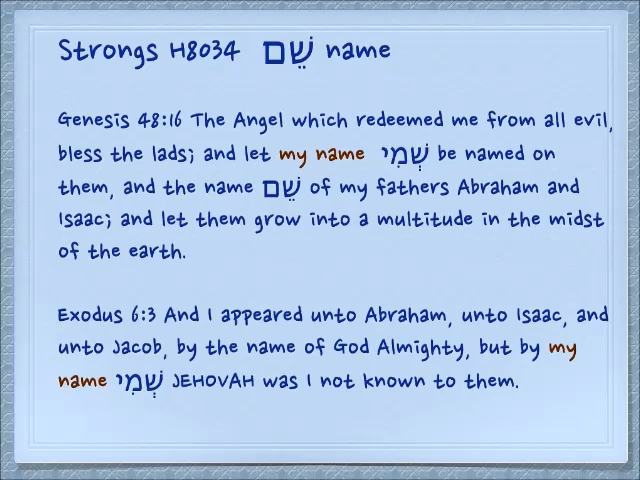 Strongs H8034 שֵׁם name
Genesis 48:16 The Angel which redeemed me from all evil,
bless the lads; and let my name שְׁמִי be named on
them, and the name שֵׁם of my fathers Abraham and
Isaac; and let them grow into a multitude in the midst
of the earth.
Exodus 6:3 And I appeared unto Abraham, unto Isaac, and
unto Jacob, by the name of God Almighty, but by my
name שְׁמִי JEHOVAH was I not known to them.